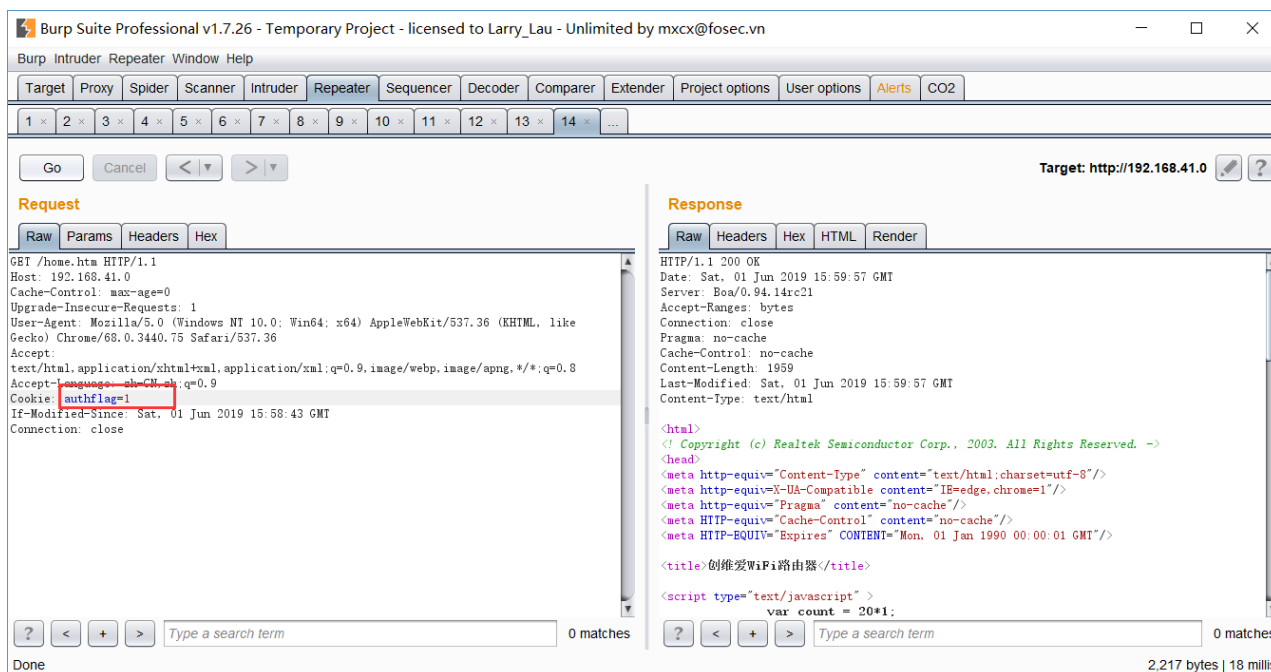 Burp Suite Professional v1.7.26 - Temporary Project - licensed to Larry_Lau - Unlimited by mxcx@fosec.vn
Burp Intruder Repeater Window Help
Target Proxy Spider Scanner Intruder Repeater Sequencer Decoder Comparer Extender Project options User options Alerts CO2
1 × 2 × 3 × 4 × 5 × 6 × 7 × 8 × 9 × 10 × 11 × 12 × 13 × 14 × ...
Go Cancel < | ▼ > | ▼ Target: http://192.168.41.0 ?
Request
Raw Params Headers Hex
GET /home.htm HTTP/1.1
Host: 192.168.41.0
Cache-Control: max-age=0
Upgrade-Insecure-Requests: 1
User-Agent: Mozilla/5.0 (Windows NT 10.0; Win64; x64) AppleWebKit/537.36 (KHTML, like
Gecko) Chrome/68.0.3440.75 Safari/537.36
Accept:
text/html,application/xhtml+xml,application/xml;q=0.9,image/webp,image/apng,*/*;q=0.8
Accept-Language: zh-CN,zh;q=0.9
Cookie: authflag=1
If-Modified-Since: Sat, 01 Jun 2019 15:58:43 GMT
Connection: close
? < + > Type a search term 0 matches
Response
Raw Headers Hex HTML Render
HTTP/1.1 200 OK
Date: Sat, 01 Jun 2019 15:59:57 GMT
Server: Boa/0.94.14rc21
Accept-Ranges: bytes
Connection: close
Pragma: no-cache
Cache-Control: no-cache
Content-Length: 1959
Last-Modified: Sat, 01 Jun 2019 15:59:57 GMT
Content-Type: text/html
<html>
<! Copyright (c) Realtek Semiconductor Corp., 2003. All Rights Reserved. ->
<head>
<meta http-equiv="Content-Type" content="text/html;charset=utf-8"/>
<meta http-equiv=X-UA-Compatible content="IE=edge,chrome=1"/>
<meta http-equiv="Pragma" content="no-cache"/>
<meta HTTP-equiv="Cache-Control" content="no-cache"/>
<meta HTTP-EQUIV="Expires" CONTENT="Mon, 01 Jan 1990 00:00:01 GMT"/>
<title>创维爱WiFi路由器</title>
<script type="text/javascript" >
var count = 20*1;
? < + > Type a search term 0 matches
Done 2,217 bytes | 18 milli